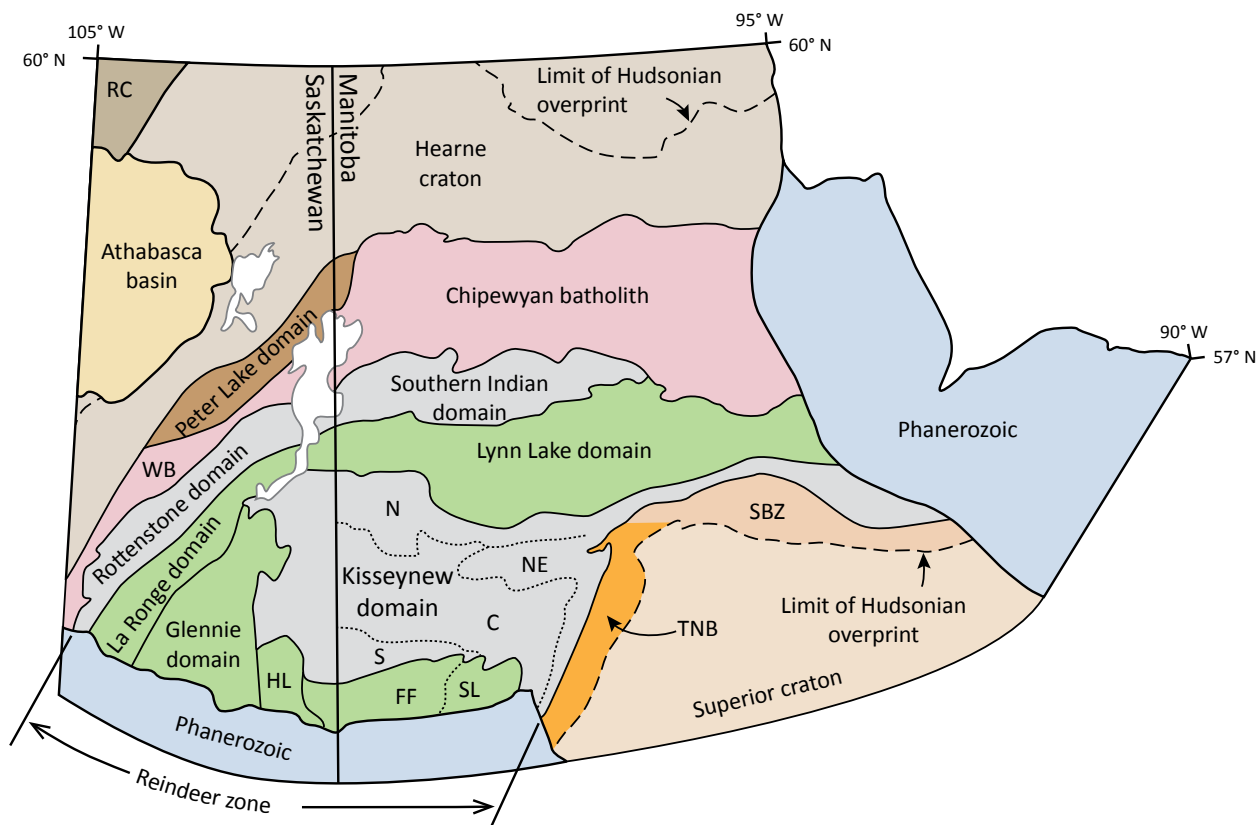 105° W
60° N
95° W
60° N
RC
Limit of Hudsonian
overprint
Saskatchewan
Manitoba
Hearne
craton
Athabasca
basin
Chipewyan batholith
90° W
57° N
Peter Lake domain
Southern Indian
domain
Phanerozoic
Lynn Lake domain
WB
Rottenstone domain
N
SBZ
La Ronge domain
NE
Kisseynew
domain
Limit of Hudsonian
overprint
C
TNB
Glennie
domain
S
HL
FF
SL
Superior craton
Phanerozoic
Reindeer zone